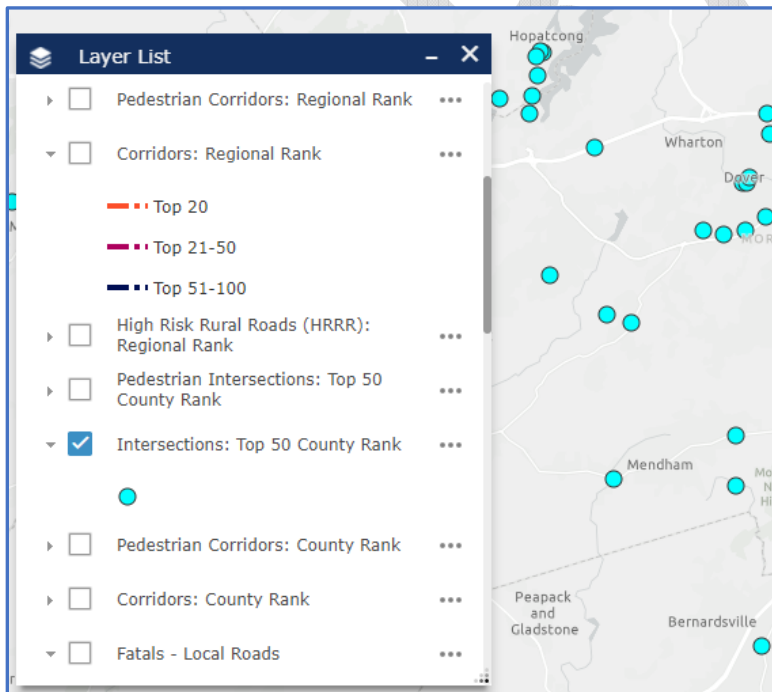 Layer List
Pedestrian Corridors: Regional Rank
Corridors: Regional Rank
Top 20
Top 21-50
Top 51-100
High Risk Rural Roads (HRRR):
Regional Rank
Pedestrian Intersections: Top 50
County Rank
Intersections: Top 50 County Rank
Pedestrian Corridors: County Rank
Corridors: County Rank
Fatals - Local Roads
Hopatcong
Wharton
Dover
MOR
Mendham
Peapack
and
Gladstone
Bernardsville